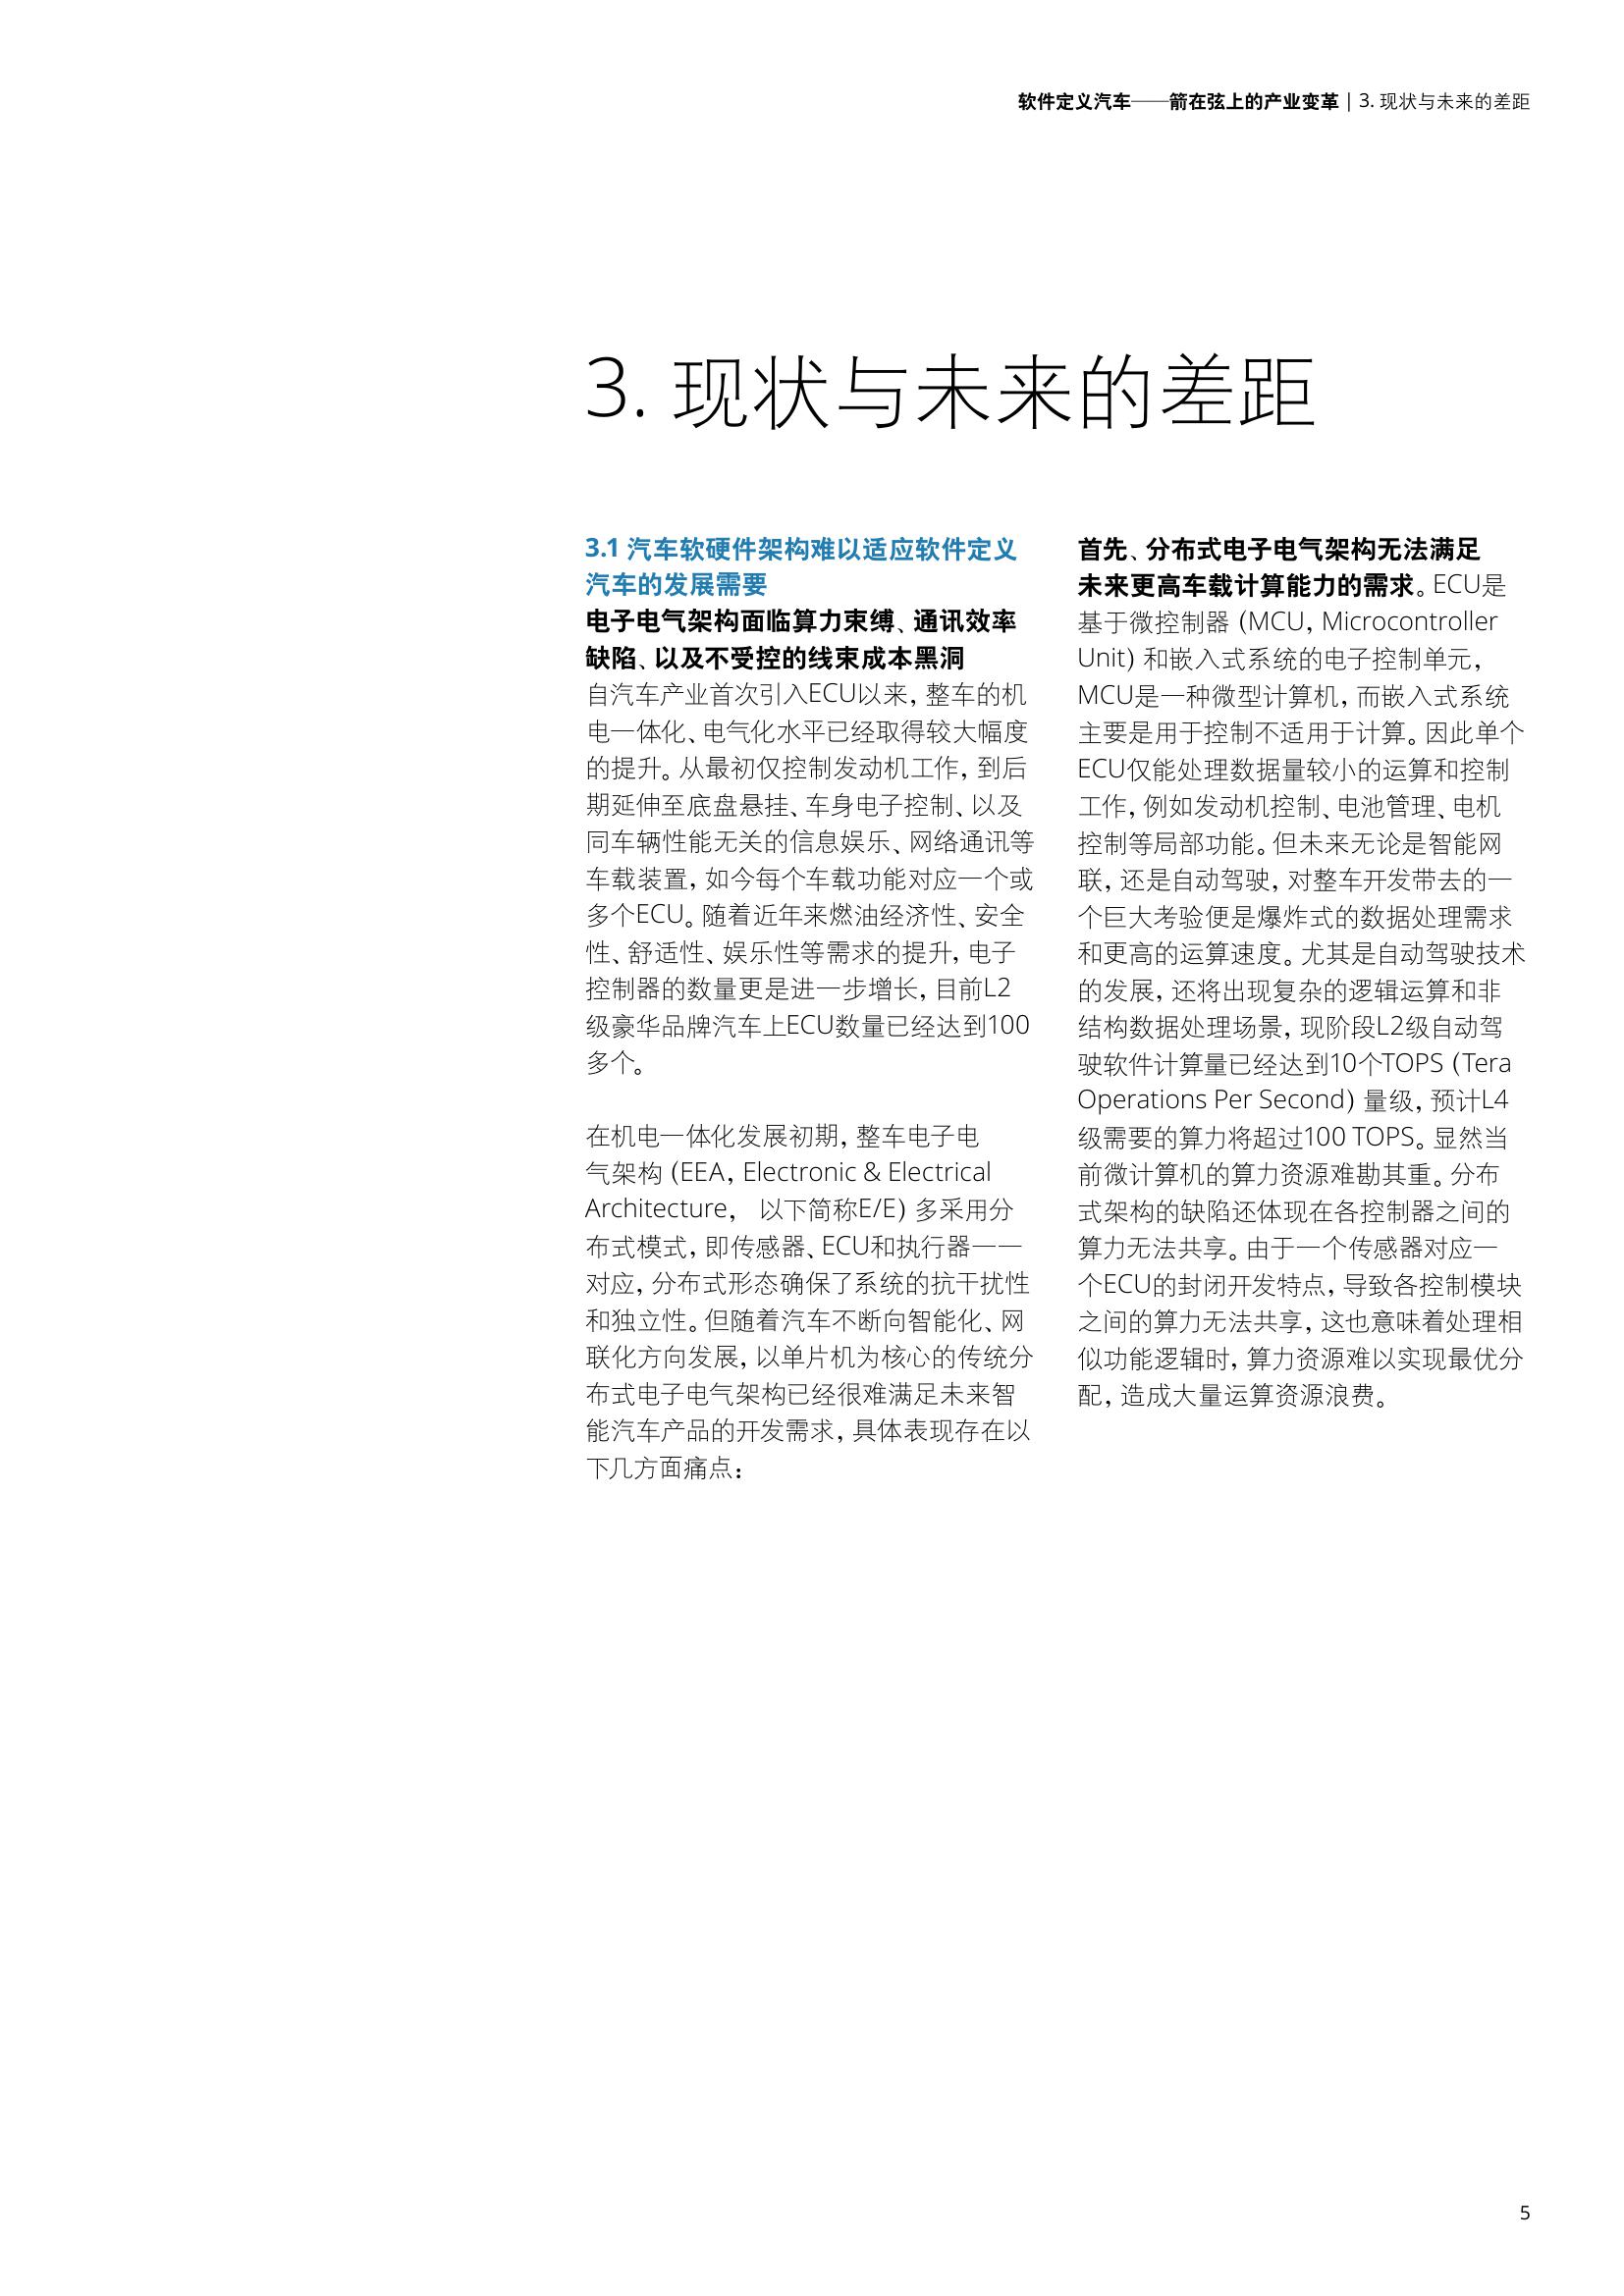 软件定义汽车——箭在弦上的产业变革 | 3. 现状与未来的差距
3. 现状与未来的差距
3.1 汽车软硬件架构难以适应软件定义
汽车的发展需要
电子电气架构面临算力束缚、通讯效率
缺陷、以及不受控的线束成本黑洞
自汽车产业首次引入ECU以来，整车的机
电一体化、电气化水平已经取得较大幅度
的提升。从最初仅控制发动机工作，到后
期延伸至底盘悬挂、车身电子控制、以及
同车辆性能无关的信息娱乐、网络通讯等
车载装置，如今每个车载功能对应一个或
多个ECU。随着近年来燃油经济性、安全
性、舒适性、娱乐性等需求的提升，电子
控制器的数量更是进一步增长，目前L2
级豪华品牌汽车上ECU数量已经达到100
多个。
在机电一体化发展初期，整车电子电
气架构（EEA，Electronic & Electrical
Architecture， 以下简称E/E）多采用分
布式模式，即传感器、ECU和执行器一一
对应，分布式形态确保了系统的抗干扰性
和独立性。但随着汽车不断向智能化、网
联化方向发展，以单片机为核心的传统分
布式电子电气架构已经很难满足未来智
能汽车产品的开发需求，具体表现存在以
下几方面痛点：
首先、分布式电子电气架构无法满足
未来更高车载计算能力的需求。ECU是
基于微控制器（MCU，Microcontroller
Unit）和嵌入式系统的电子控制单元，
MCU是一种微型计算机，而嵌入式系统
主要是用于控制不适用于计算。因此单个
ECU仅能处理数据量较小的运算和控制
工作，例如发动机控制、电池管理、电机
控制等局部功能。但未来无论是智能网
联，还是自动驾驶，对整车开发带去的一
个巨大考验便是爆炸式的数据处理需求
和更高的运算速度。尤其是自动驾驶技术
的发展，还将出现复杂的逻辑运算和非
结构数据处理场景，现阶段L2级自动驾
驶软件计算量已经达到10个TOPS（Tera
Operations Per Second）量级，预计L4
级需要的算力将超过100 TOPS。显然当
前微计算机的算力资源难勘其重。分布
式架构的缺陷还体现在各控制器之间的
算力无法共享。由于一个传感器对应一
个ECU的封闭开发特点，导致各控制模块
之间的算力无法共享，这也意味着处理相
似功能逻辑时，算力资源难以实现最优分
配，造成大量运算资源浪费。
5